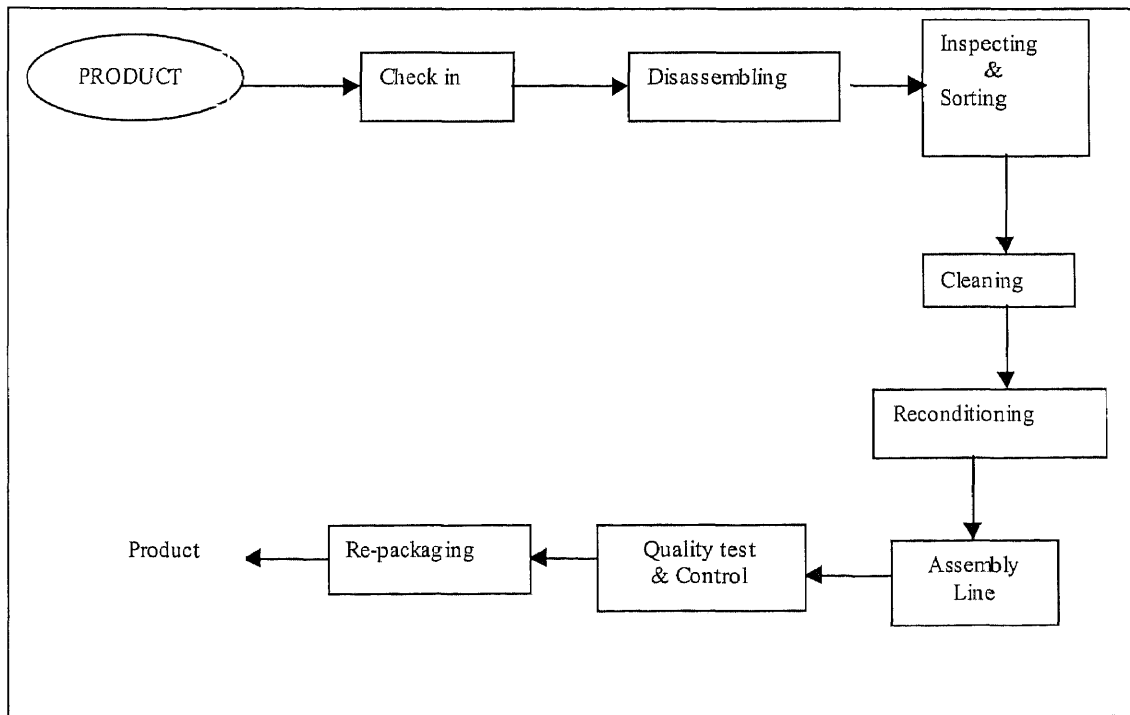 PRODUCT
Check in
Disassembling
Inspecting
&
Sorting
Cleaning
Reconditioning
Assembly
Line
Quality test
& Control
Re-packaging
Product